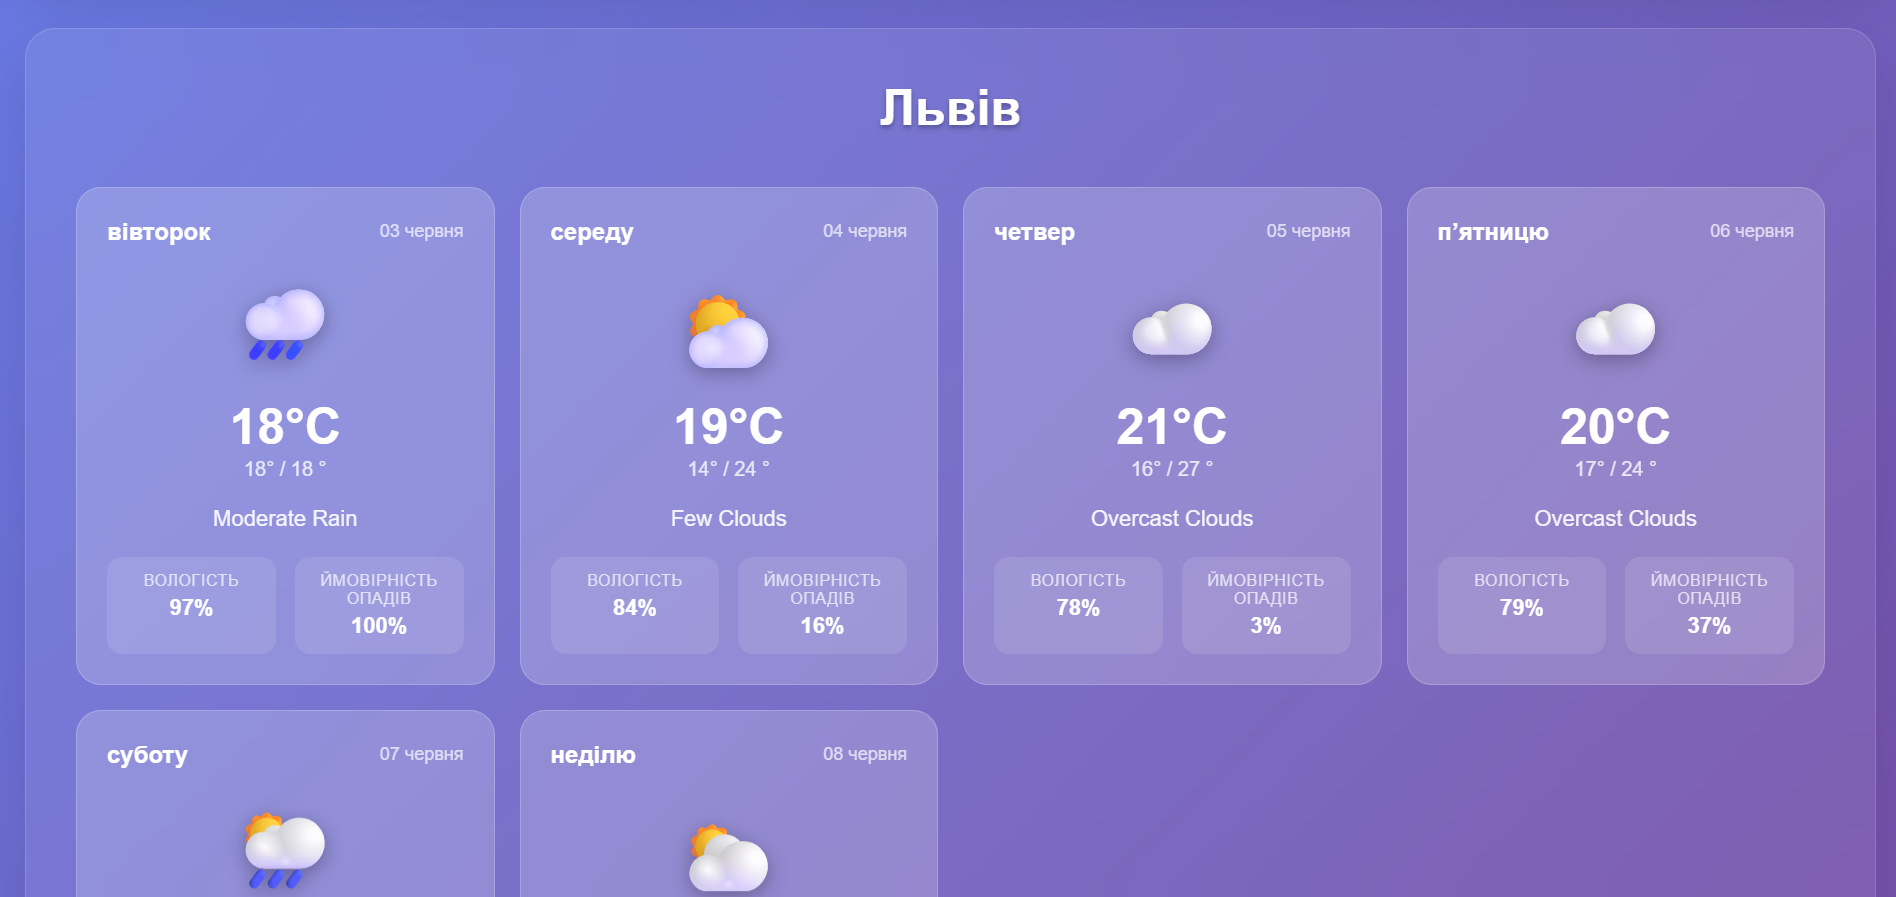 Львів
вівторок 03 червня
18°C
18° / 18 °
Moderate Rain
ВОЛОГІСТЬ
97%
ЙМОВІРНІСТЬ
ОПАДІВ
100%
середу 04 червня
19°C
14° / 24 °
Few Clouds
ВОЛОГІСТЬ
84%
ЙМОВІРНІСТЬ
ОПАДІВ
16%
четвер 05 червня
21°C
16° / 27 °
Overcast Clouds
ВОЛОГІСТЬ
78%
ЙМОВІРНІСТЬ
ОПАДІВ
3%
п’ятницю 06 червня
20°C
17° / 24 °
Overcast Clouds
ВОЛОГІСТЬ
79%
ЙМОВІРНІСТЬ
ОПАДІВ
37%
суботу 07 червня
неділю 08 червня